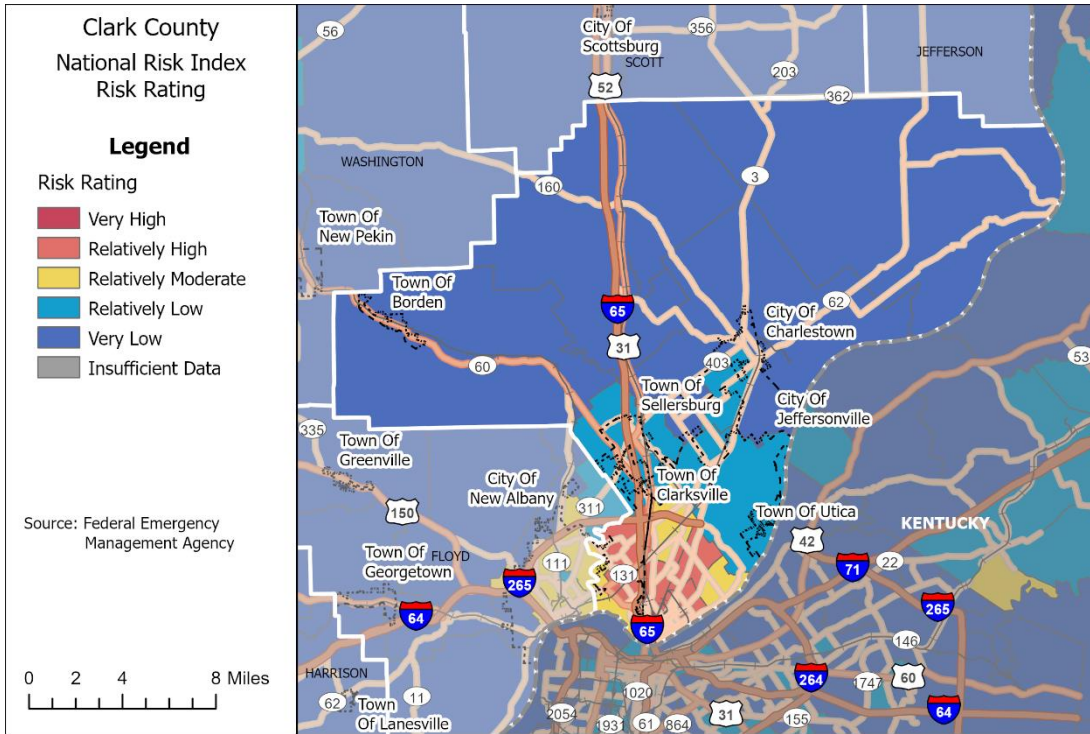 Clark County
National Risk Index
Risk Rating
Legend
Risk Rating
Very High
Relatively High
Relatively Moderate
Relatively Low
Very Low
Insufficient Data
Source: Federal Emergency
Management Agency
0 2 4 8 Miles
56
City Of
Scottsburg
SCOTT
356
JEFFERSON
203
52
362
WASHINGTON
160
3
Town Of
New Pekin
Town Of
Borden
65
62
City Of
Charlestown
31
60
403
53
Town Of
Sellersburg
City Of
Jeffersonville
335
Town Of
Greenville
City Of
New Albany
Town Of
Clarksville
311
150
Town Of Utica
KENTUCKY
42
Town Of
Georgetown
FLOYD
111
131
71
22
265
265
64
65
146
HARRISON
264
1747
60
62
11
1020
64
Town
Of Lanesville
2054
1931
61
864
31
155